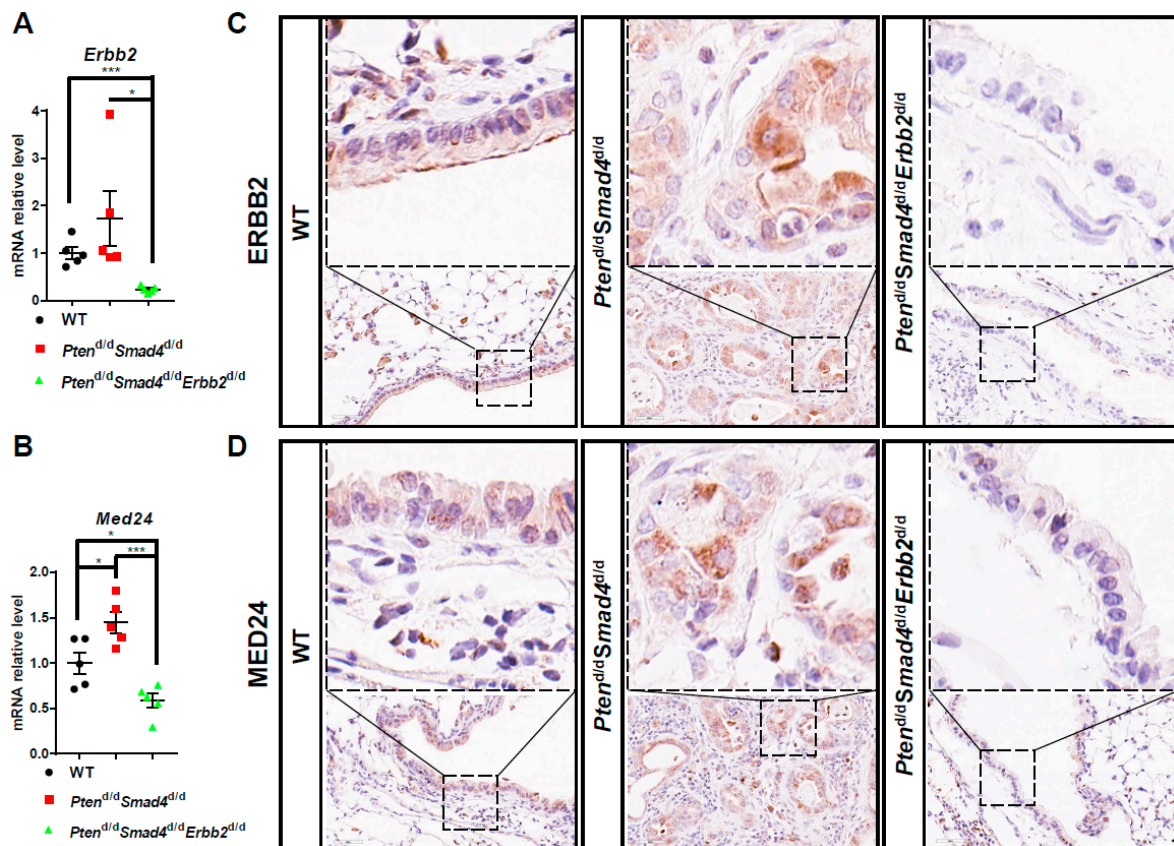 A
Erbb2
***
*
mRNA relative level
4
3
2
1
0
WT
Pten^d/d Smad4^d/d
Pten^d/d Smad4^d/d Erbb2^d/d
B
Med24
*
*
***
mRNA relative level
2.0
1.5
1.0
0.5
0.0
WT
Pten^d/d Smad4^d/d
Pten^d/d Smad4^d/d Erbb2^d/d
C
ERBB2
WT
Pten^d/d Smad4^d/d
Pten^d/d Smad4^d/d Erbb2^d/d
D
MED24
WT
Pten^d/d Smad4^d/d
Pten^d/d Smad4^d/d Erbb2^d/d